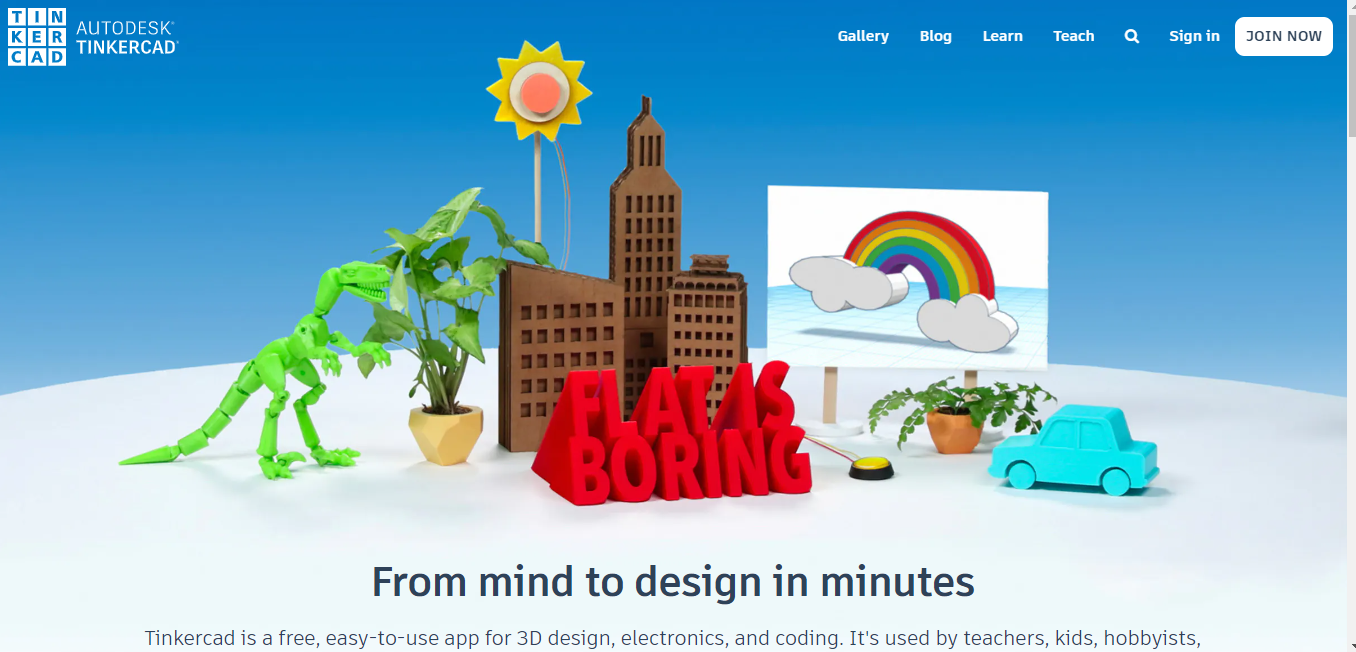 TIN
KER
CAD
AUTODESK®
TINKERCAD®
Gallery Blog Learn Teach Sign in JOIN NOW
FLAT IS
BORING
From mind to design in minutes
Tinkercad is a free, easy-to-use app for 3D design, electronics, and coding. It's used by teachers, kids, hobbyists,